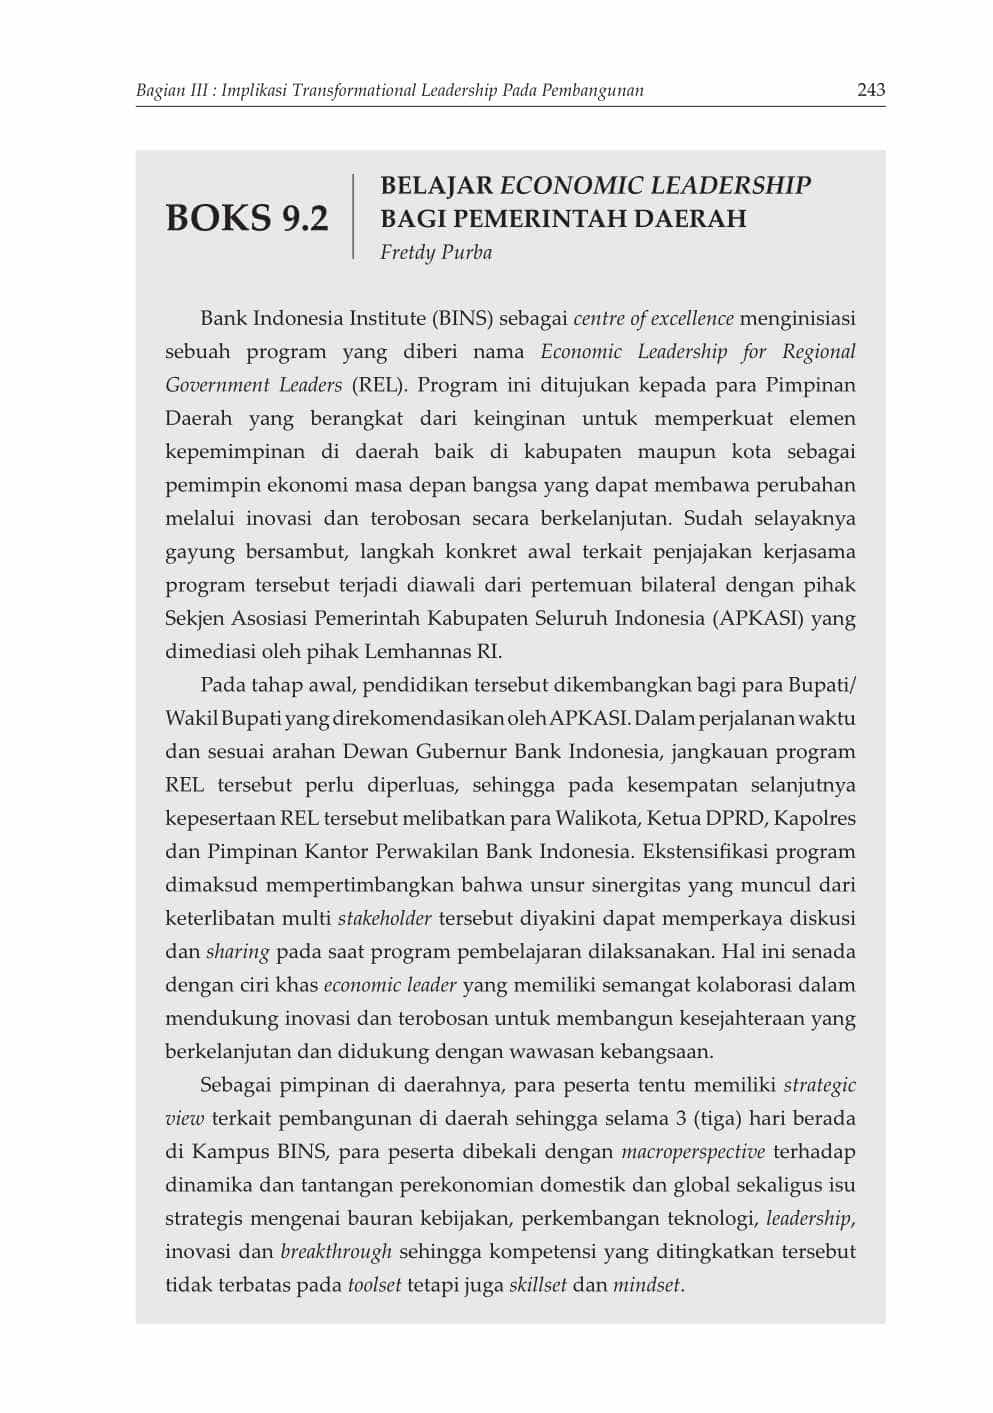 Bagian III : Implikasi Transformational Leadership Pada Pembangunan 243
BOKS 9.2
BELAJAR ECONOMIC LEADERSHIP
BAGI PEMERINTAH DAERAH
Fretdy Purba
Bank Indonesia Institute (BINS) sebagai centre of excellence menginisiasi
sebuah program yang diberi nama Economic Leadership for Regional
Government Leaders (REL). Program ini ditujukan kepada para Pimpinan
Daerah yang berangkat dari keinginan untuk memperkuat elemen
kepemimpinan di daerah baik di kabupaten maupun kota sebagai
pemimpin ekonomi masa depan bangsa yang dapat membawa perubahan
melalui inovasi dan terobosan secara berkelanjutan. Sudah selayaknya
gayung bersambut, langkah konkret awal terkait penjajakan kerjasama
program tersebut terjadi diawali dari pertemuan bilateral dengan pihak
Sekjen Asosiasi Pemerintah Kabupaten Seluruh Indonesia (APKASI) yang
dimediasi oleh pihak Lemhannas RI.
Pada tahap awal, pendidikan tersebut dikembangkan bagi para Bupati/
Wakil Bupati yang direkomendasikan oleh APKASI. Dalam perjalanan waktu
dan sesuai arahan Dewan Gubernur Bank Indonesia, jangkauan program
REL tersebut perlu diperluas, sehingga pada kesempatan selanjutnya
kepesertaan REL tersebut melibatkan para Walikota, Ketua DPRD, Kapolres
dan Pimpinan Kantor Perwakilan Bank Indonesia. Ekstensifikasi program
dimaksud mempertimbangkan bahwa unsur sinergitas yang muncul dari
keterlibatan multi stakeholder tersebut diyakini dapat memperkaya diskusi
dan sharing pada saat program pembelajaran dilaksanakan. Hal ini senada
dengan ciri khas economic leader yang memiliki semangat kolaborasi dalam
mendukung inovasi dan terobosan untuk membangun kesejahteraan yang
berkelanjutan dan didukung dengan wawasan kebangsaan.
Sebagai pimpinan di daerahnya, para peserta tentu memiliki strategic
view terkait pembangunan di daerah sehingga selama 3 (tiga) hari berada
di Kampus BINS, para peserta dibekali dengan macroperspective terhadap
dinamika dan tantangan perekonomian domestik dan global sekaligus isu
strategis mengenai bauran kebijakan, perkembangan teknologi, leadership,
inovasi dan breakthrough sehingga kompetensi yang ditingkatkan tersebut
tidak terbatas pada toolset tetapi juga skillset dan mindset.